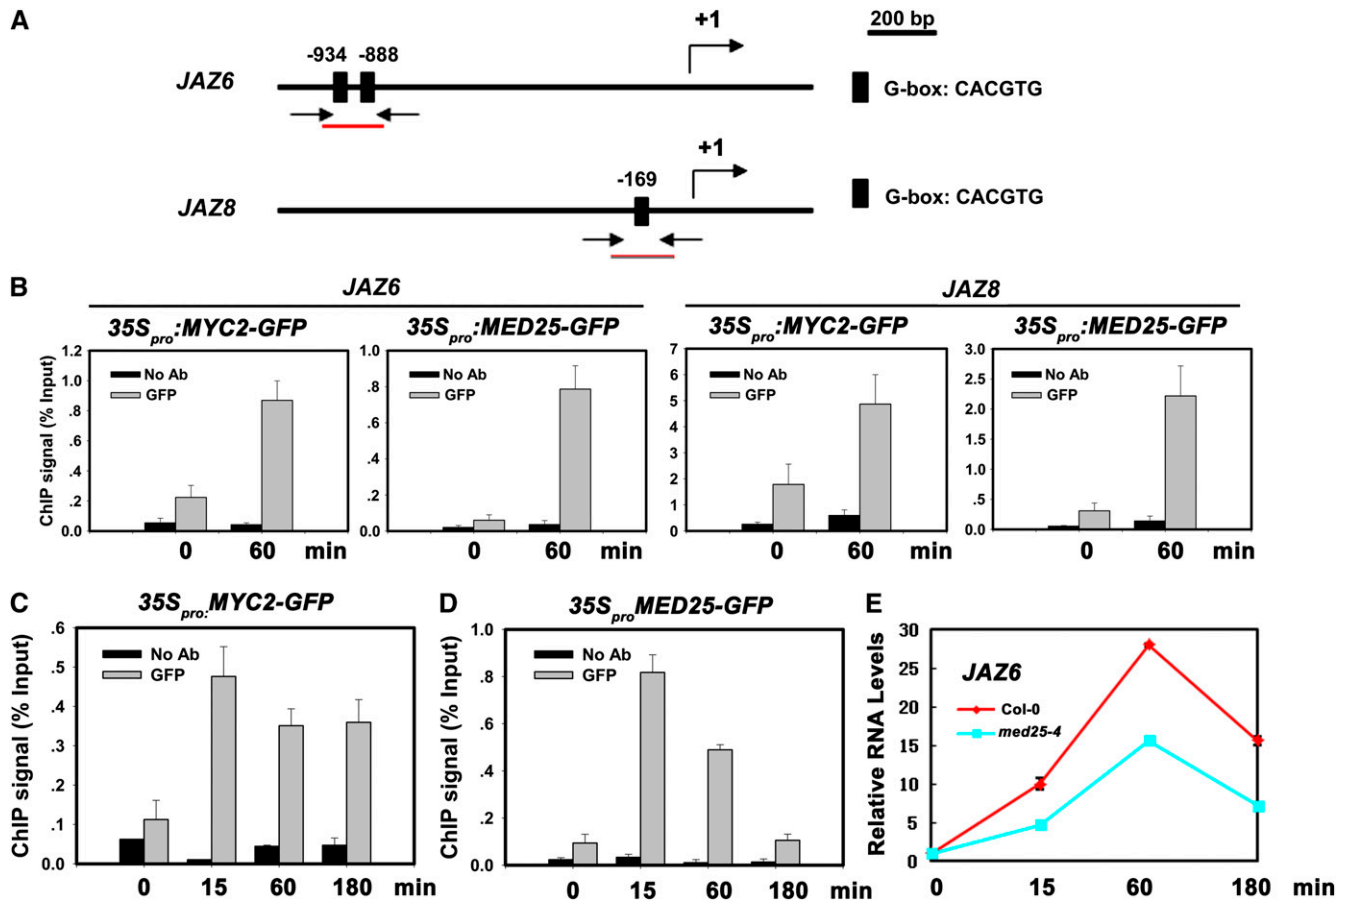 A
+1
200 bp
-934 -888
JAZ6
G-box: CACGTG
+1
-169
JAZ8
G-box: CACGTG
B
JAZ6
JAZ8
35Spro:MYC2-GFP
35Spro:MED25-GFP
35Spro:MYC2-GFP
35Spro:MED25-GFP
ChIP signal (% Input)
1.2
1.0
.8
.6
.4
.2
0.0
No Ab
GFP
0 60 min
1.0
.8
.6
.4
.2
0.0
No Ab
GFP
0 60 min
7
6
5
4
3
2
1
0
No Ab
GFP
0 60 min
3.0
2.5
2.0
1.5
1.0
.5
0.0
No Ab
GFP
0 60 min
C
35Spro:MYC2-GFP
ChIP signal (% Input)
.6
.5
.4
.3
.2
.1
0.0
No Ab
GFP
0 15 60 180 min
D
35SproMED25-GFP
ChIP signal (% Input)
1.0
.8
.6
.4
.2
0.0
No Ab
GFP
0 15 60 180 min
E
Relative RNA Levels
30
25
20
15
10
5
0
JAZ6
Col-0
med25-4
0 15 60 180 min